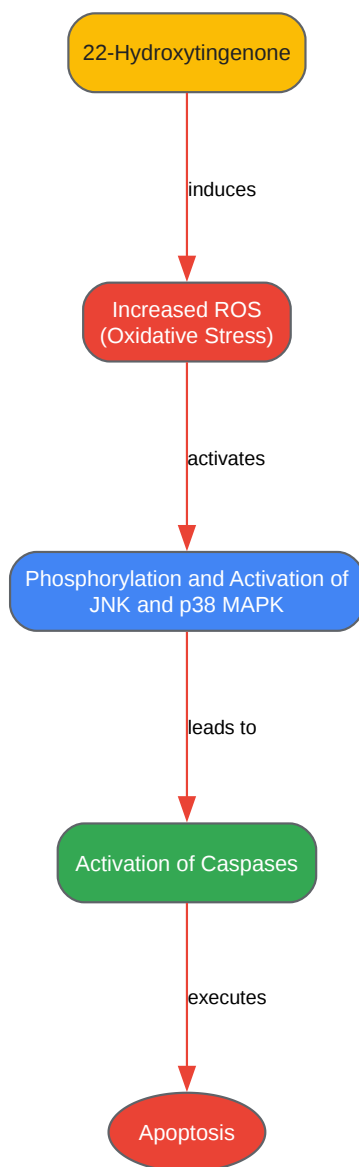 22-Hydroxytingenone
induces
Increased ROS
(Oxidative Stress)
activates
Phosphorylation and Activation of
JNK and p38 MAPK
leads to
Activation of Caspases
executes
Apoptosis